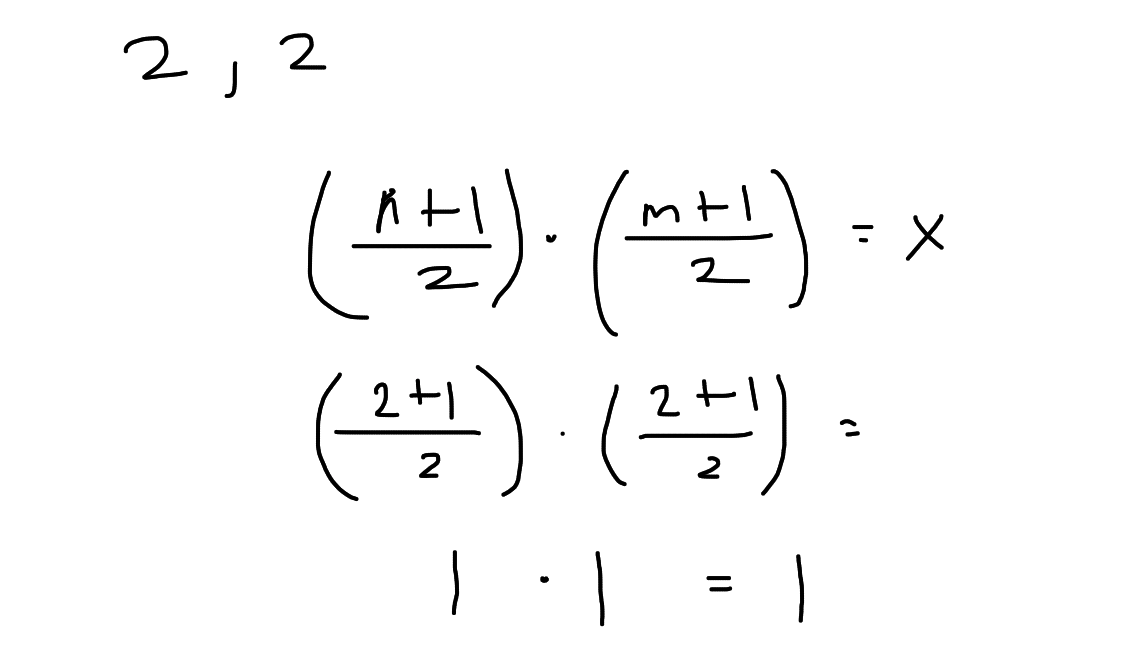 2 , 2
(n+1/2) · (m+1/2) = x
(2+1/2) · (2+1/2) =
1 · 1 = 1